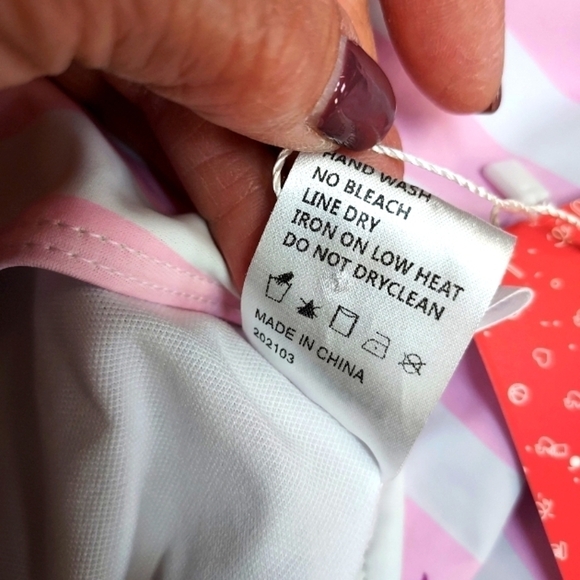 HAND WASH
NO BLEACH
LINE DRY
IRON ON LOW HEAT
DO NOT DRYCLEAN
MADE IN CHINA
202103